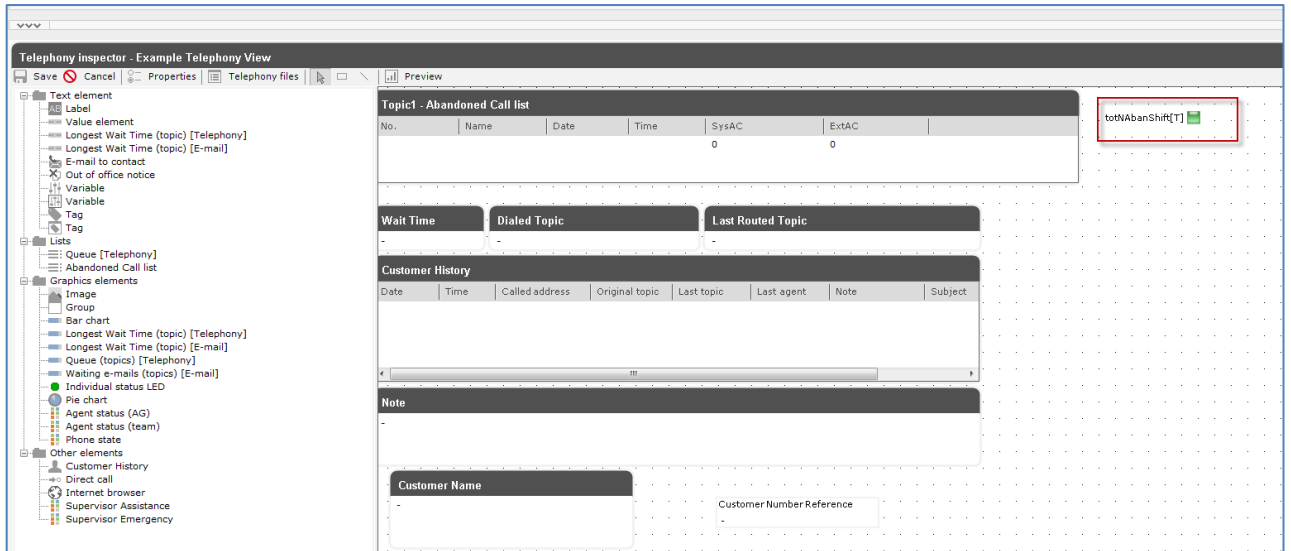 Telephony inspector - Example Telephony View
Save Cancel Properties Telephony files Preview
Text element
AB Label
Value element
Longest Wait Time (topic) [Telephony]
Longest Wait Time (topic) [E-mail]
E-mail to contact
Out of office notice
Variable
Variable
Tag
Tag
Lists
Queue [Telephony]
Abandoned Call list
Graphics elements
Image
Group
Bar chart
Longest Wait Time (topic) [Telephony]
Longest Wait Time (topic) [E-mail]
Queue (topics) [Telephony]
Waiting e-mails (topics) [E-mail]
Individual status LED
Pie chart
Agent status (AG)
Agent status (team)
Phone state
Other elements
Customer History
Direct call
Internet browser
Supervisor Assistance
Supervisor Emergency
Topic1 - Abandoned Call list
No. Name Date Time SysAC ExtAC
0 0
totNAbanShift[T]
Wait Time Dialed Topic Last Routed Topic
- - -
Customer History
Date Time Called address Original topic Last topic Last agent Note Subject
Note
-
Customer Name
-
Customer Number Reference
-